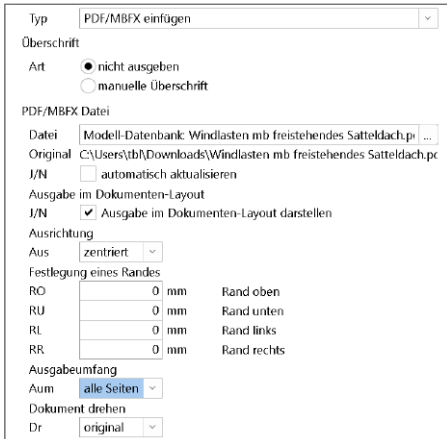 Typ PDF/MBFX einfügen
Überschrift
Art nicht ausgeben
manuelle Überschrift
PDF/MBFX Datei
Datei Modell-Datenbank: Windlasten mb freistehendes Satteldach.p ...
Original C:\Users\tbl\Downloads\Windlasten mb freistehendes Satteldach.pd
J/N automatisch aktualisieren
Ausgabe im Dokumenten-Layout
J/N Ausgabe im Dokumenten-Layout darstellen
Ausrichtung
Aus zentriert
Festlegung eines Randes
RO 0 mm Rand oben
RU 0 mm Rand unten
RL 0 mm Rand links
RR 0 mm Rand rechts
Ausgabeumfang
Aum alle Seiten
Dokument drehen
Dr original